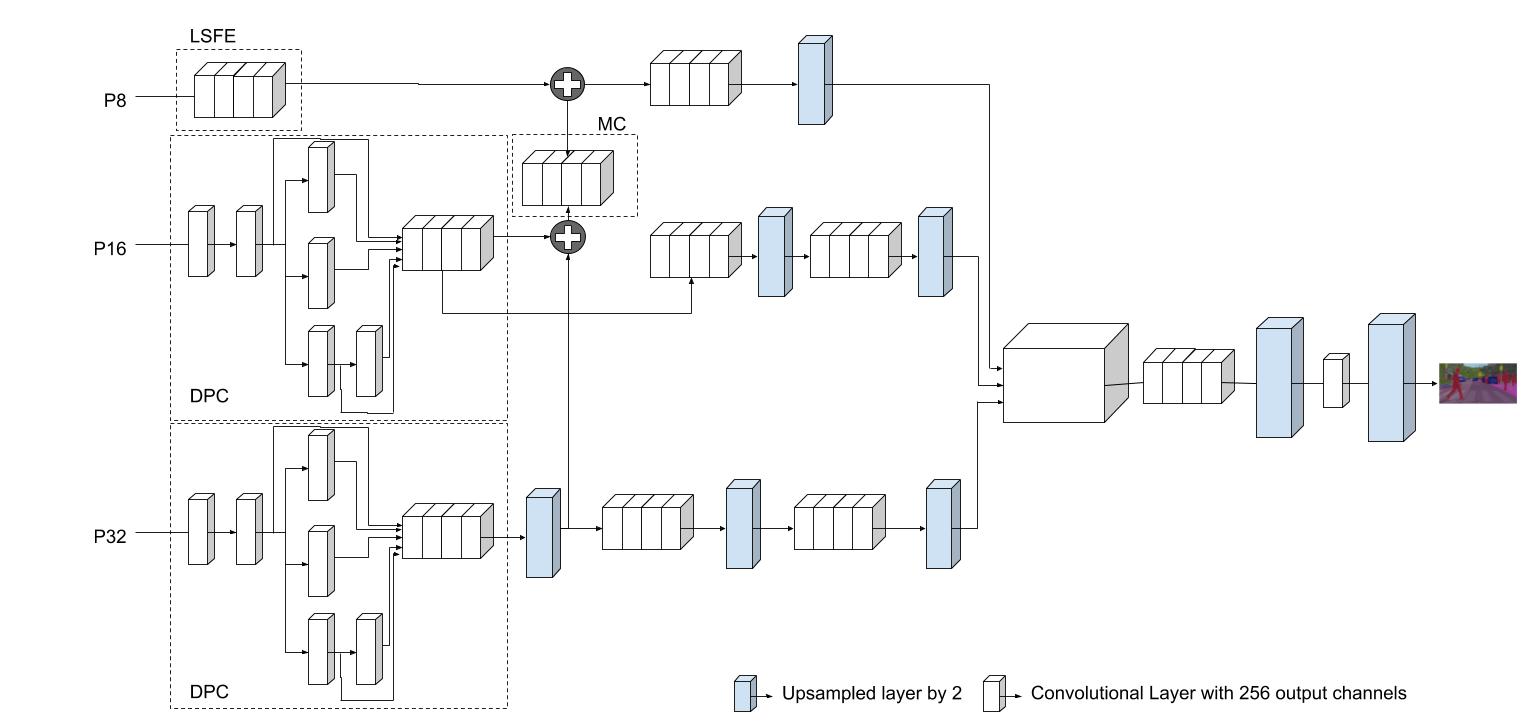 LSFE
P8
MC
P16
DPC
P32
DPC
Upsampled layer by 2
Convolutional Layer with 256 output channels